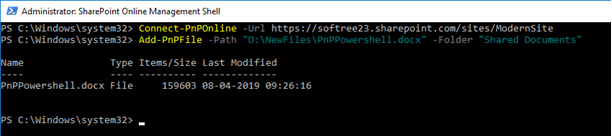 Administrator: SharePoint Online Management Shell
PS C:\Windows\system32> Connect-PnPOnline -Url https://softree23.sharepoint.com/sites/ModernSite
PS C:\Windows\system32> Add-PnPFile -Path "D:\NewFiles\PnPPowershell.docx" -Folder "Shared Documents"
Name                Type Items/Size Last Modified
----                ---- ---------- -------------
PnPPowershell.docx File     159603 08-04-2019 09:26:16
PS C:\Windows\system32> _